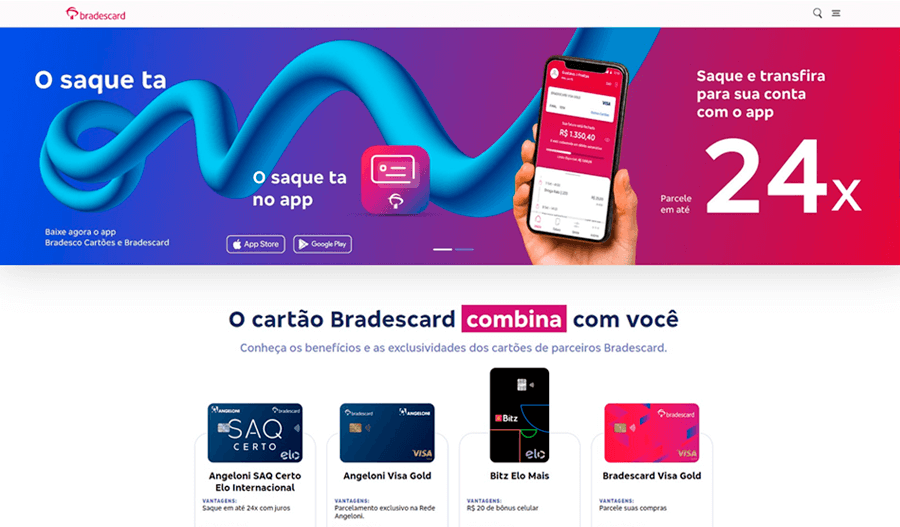 bradescard
O saque ta
O saque ta
no app
Baixe agora o app
Bradesco Cartões e Bradescard
App Store
Google Play
VISA
R$ 1.350,40
Saque e transfira
para sua conta
com o app
Parcele
em até
24x
O cartão Bradescard combina com você
Conheça os benefícios e as exclusividades dos cartões de parceiros Bradescard.
ANGELONI bradescard
SAQ
CERTO
elo
bradescard ANGELONI
VISA
Bitz
elo
bradescard
VISA
Angeloni SAQ Certo
Elo Internacional
VANTAGENS:
Saque em até 24x com juros
Angeloni Visa Gold
VANTAGENS:
Parcelamento exclusivo na Rede
Angeloni.
Bitz Elo Mais
VANTAGENS:
R$ 20 de bônus celular
Bradescard Visa Gold
VANTAGENS:
Parcele suas compras